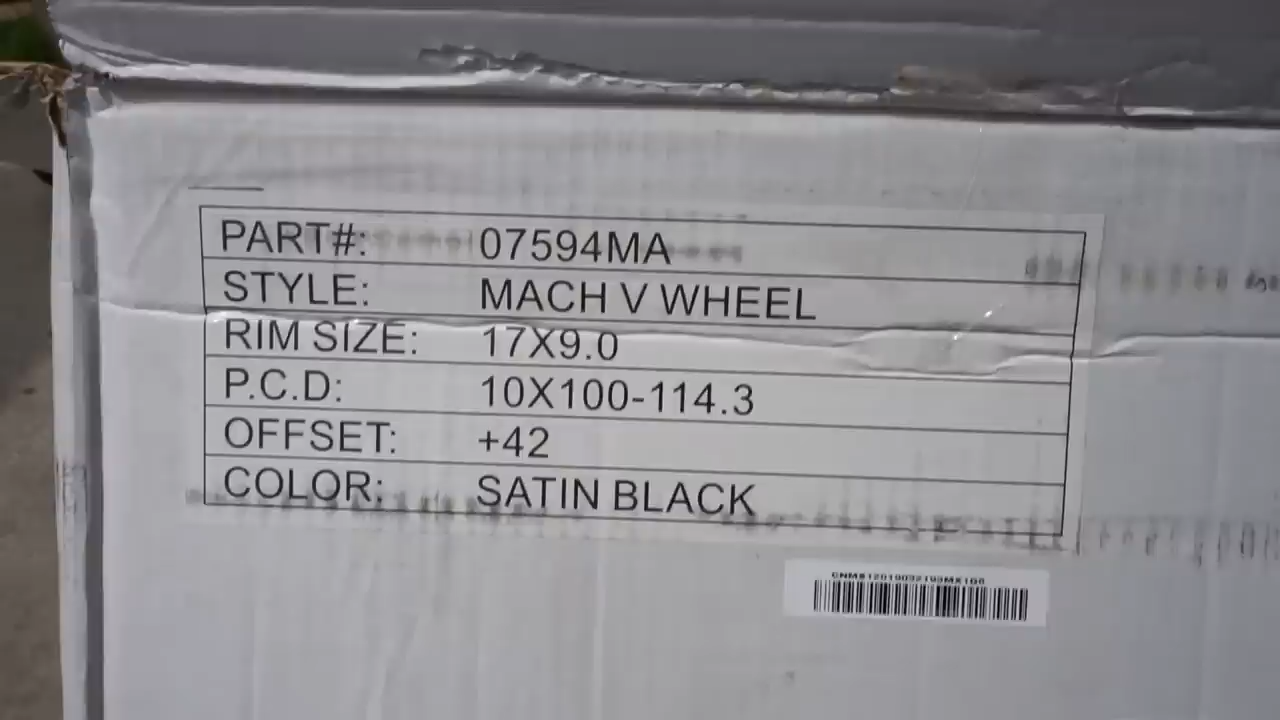 PART#: 07594MA
STYLE: MACH V WHEEL
RIM SIZE: 17X9.0
P.C.D: 10X100-114.3
OFFSET: +42
COLOR: SATIN BLACK